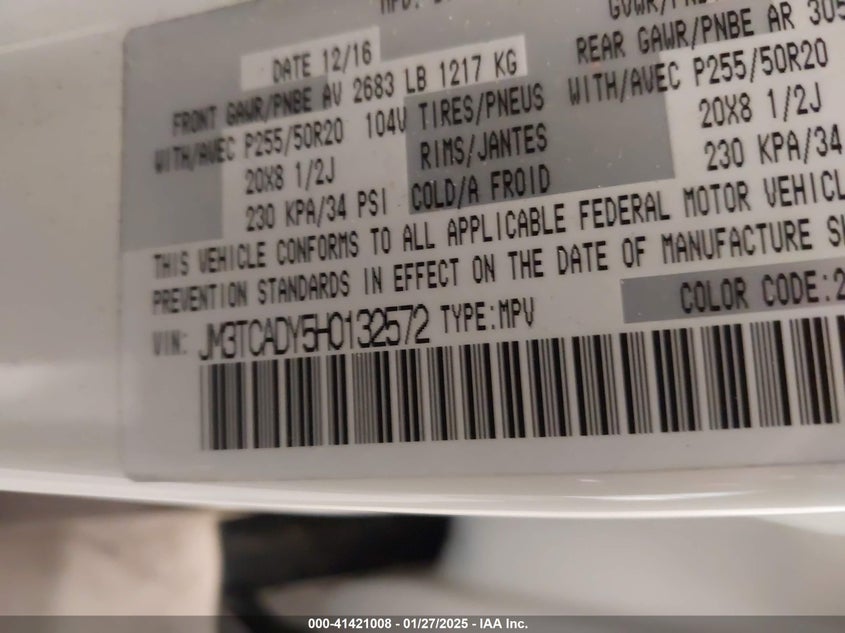 DATE 12/16
FRONT GAWR/PNBE AV 2683 LB 1217 KG
WITH/AVEC P255/50R20 104V TIRES/PNEUS
20X8 1/2J RIMS/JANTES
230 KPA/34 PSI COLD/A FROID
REAR GAWR/PNBE AR 305
WITH/AVEC P255/50R20
20X8 1/2J
230 KPA/34
THIS VEHICLE CONFORMS TO ALL APPLICABLE FEDERAL MOTOR VEHICL
PREVENTION STANDARDS IN EFFECT ON THE DATE OF MANUFACTURE S
COLOR CODE:2
VIN: JM3TCADY5H0132572 TYPE:MPV
000-41421008 - 01/27/2025 - IAA Inc.